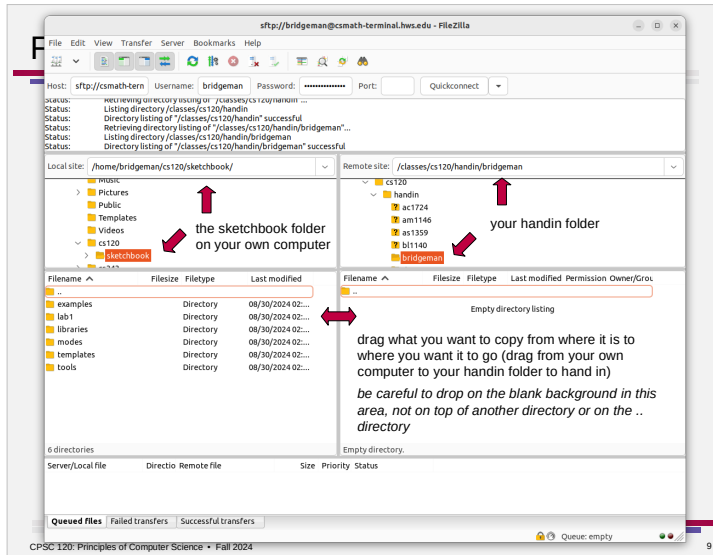 sftp://bridgeman@csmath-terminal.hws.edu - FileZilla
F
File Edit View Transfer Server Bookmarks Help
Host: sftp://csmath-tern Username: bridgeman Password: •••••••••••••• Port: Quickconnect
Status: Retrieving directory listing of "/classes/cs120/handin"...
Status: Listing directory /classes/cs120/handin
Status: Directory listing of "/classes/cs120/handin" successful
Status: Retrieving directory listing of "/classes/cs120/handin/bridgeman"...
Status: Listing directory /classes/cs120/handin/bridgeman
Status: Directory listing of "/classes/cs120/handin/bridgeman" successful
Local site: /home/bridgeman/cs120/sketchbook/
Music
Pictures
Public
Templates
Videos
cs120
sketchbook
the sketchbook folder
on your own computer
Remote site: /classes/cs120/handin/bridgeman
cs120
handin
? ac1724
? am1146
? as1359
? bl1140
bridgeman
your handin folder
Filename Filesize Filetype Last modified
..
examples Directory 08/30/2024 02:...
lab1 Directory 08/30/2024 02:...
libraries Directory 08/30/2024 02:...
modes Directory 08/30/2024 02:...
templates Directory 08/30/2024 02:...
tools Directory 08/30/2024 02:...
6 directories
Filename Filesize Filetype Last modified Permission Owner/Grou
..
Empty directory listing
drag what you want to copy from where it is to
where you want it to go (drag from your own
computer to your handin folder to hand in)
be careful to drop on the blank background in this
area, not on top of another directory or on the ..
directory
Empty directory.
Server/Local file Directio Remote file Size Priority Status
Queued files Failed transfers Successful transfers
Queue: empty
CPSC 120: Principles of Computer Science • Fall 2024
9